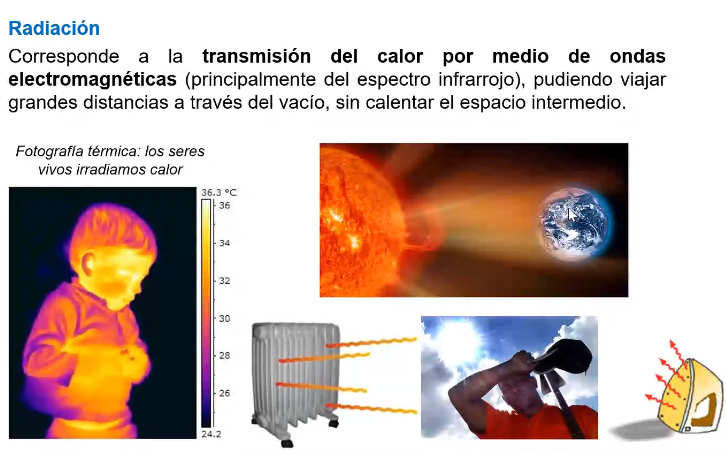 Radiación
Corresponde a la transmisión del calor por medio de ondas
electromagnéticas (principalmente del espectro infrarrojo), pudiendo viajar
grandes distancias a través del vacío, sin calentar el espacio intermedio.
Fotografía térmica: los seres
vivos irradiamos calor
36.3 °C
36
34
32
30
28
26
24.2